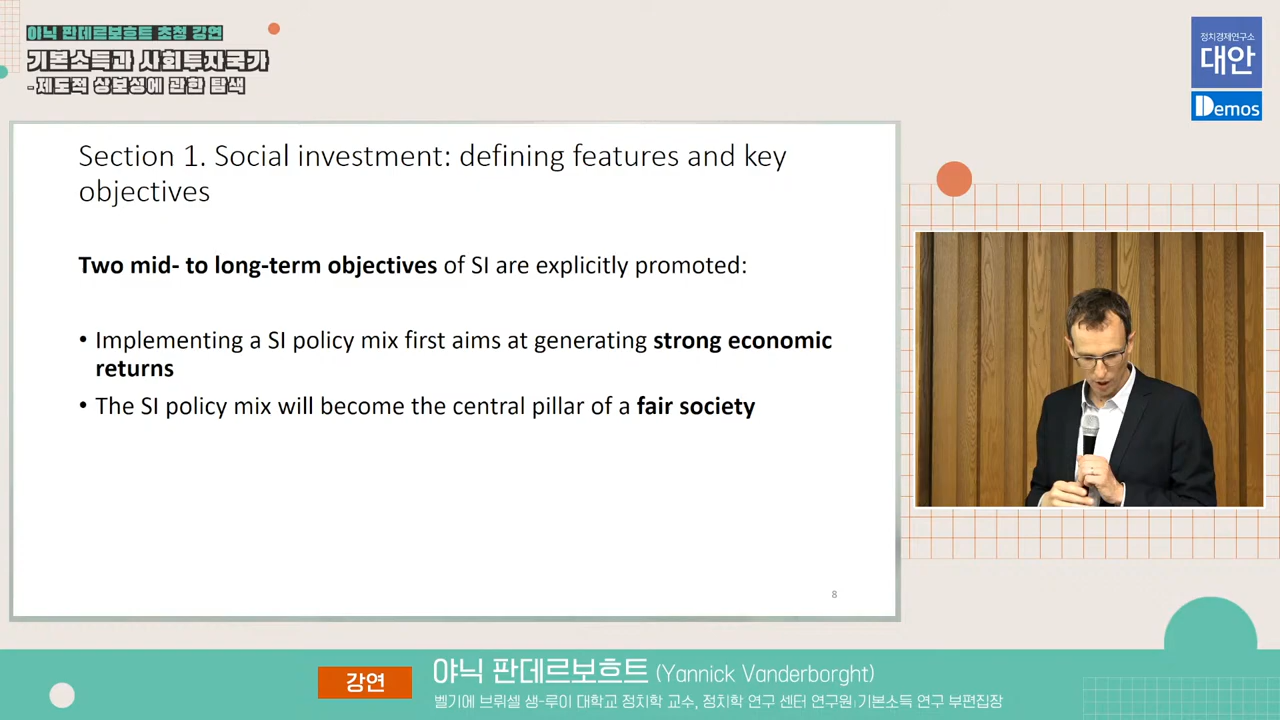 야닉 판데르보흐트 초청 강연
기본소득과 사회투자국가
-제도적 상보성에 관한 탐색
정치경제연구소
대안
Demos
Section 1. Social investment: defining features and key
objectives
Two mid- to long-term objectives of SI are explicitly promoted:
• Implementing a SI policy mix first aims at generating strong economic
returns
• The SI policy mix will become the central pillar of a fair society
8
강연
야닉 판데르보흐트 (Yannick Vanderborght)
벨기에 브뤼셀 생-루이 대학교 정치학 교수, 정치학 연구 센터 연구원, 기본소득 연구 부편집장